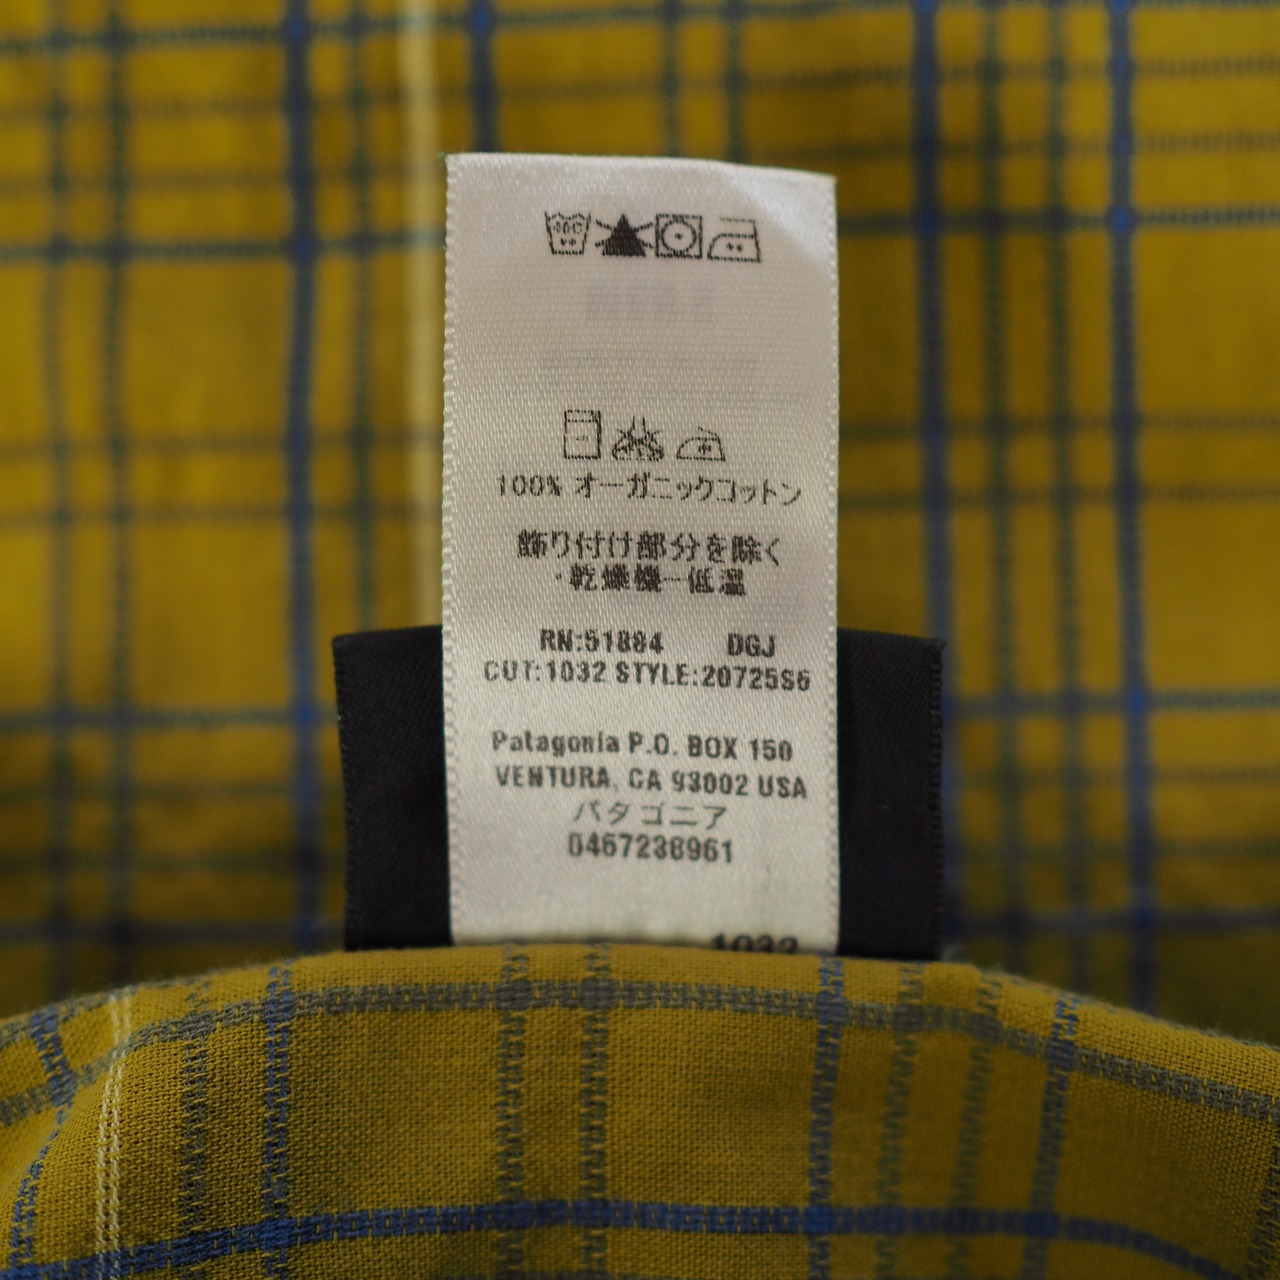 40C
100% オーガニックコットン
飾り付け部分を除く
・乾燥機一低温
RN:51884 DGJ
CUT:1032 STYLE:20725S6
Patagonia P.O. BOX 150
VENTURA, CA 93002 USA
パタゴニア
0467238961
1032